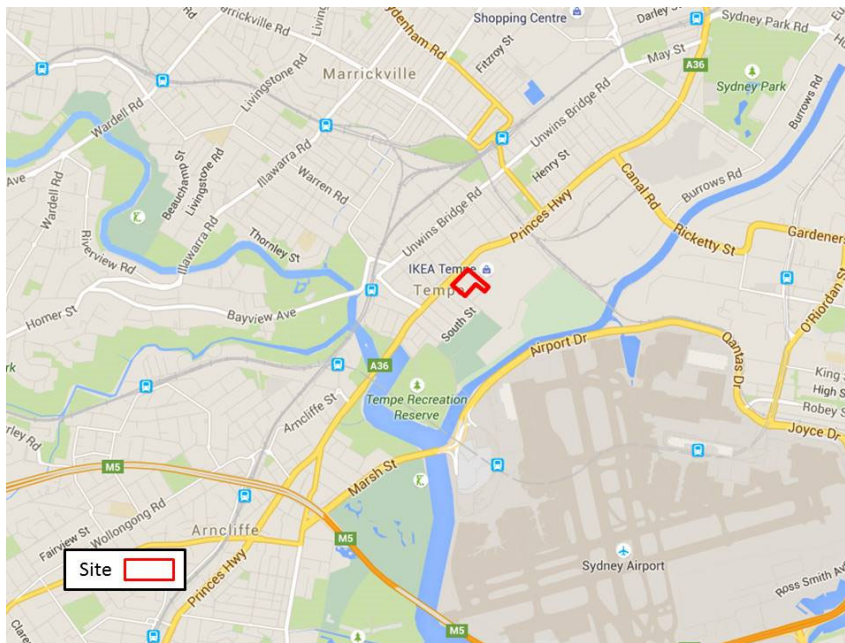 Shopping Centre
Darley St
Sydney Park Rd
Marrickville Rd
Livingstone Rd
ydenham Rd
Fitzroy St
May St
A36
Eu
Ho
Marrickville
Sydney Park
Burrows Rd
Wardell Rd
Unwins Bridge Rd
Livingstone Rd
Illawarra Rd
Henry St
Canal Rd
Burrows Rd
Ave
Beauchamp St
Warren Rd
Princes Hwy
Wardell Rd
Livingstone Rd
Unwins Bridge Rd
Ricketty St
Gardeners
Riverview Rd
Illawarra Rd
Thornley St
IKEA Tempe
Tempe
O'Riordan St
Homer St
Bayview Ave
South St
Airport Dr
Qantas Dr
ark
A36
King S
High S
Tempe Recreation
Reserve
Arncliffe St
Robey St
Joyce Dr
rley Rd
M5
Marsh St
Wollongong Rd
Fairview St
Arncliffe
M5
Site
Princes Hwy
Sydney Airport
Ross Smith Av
Clare
M5